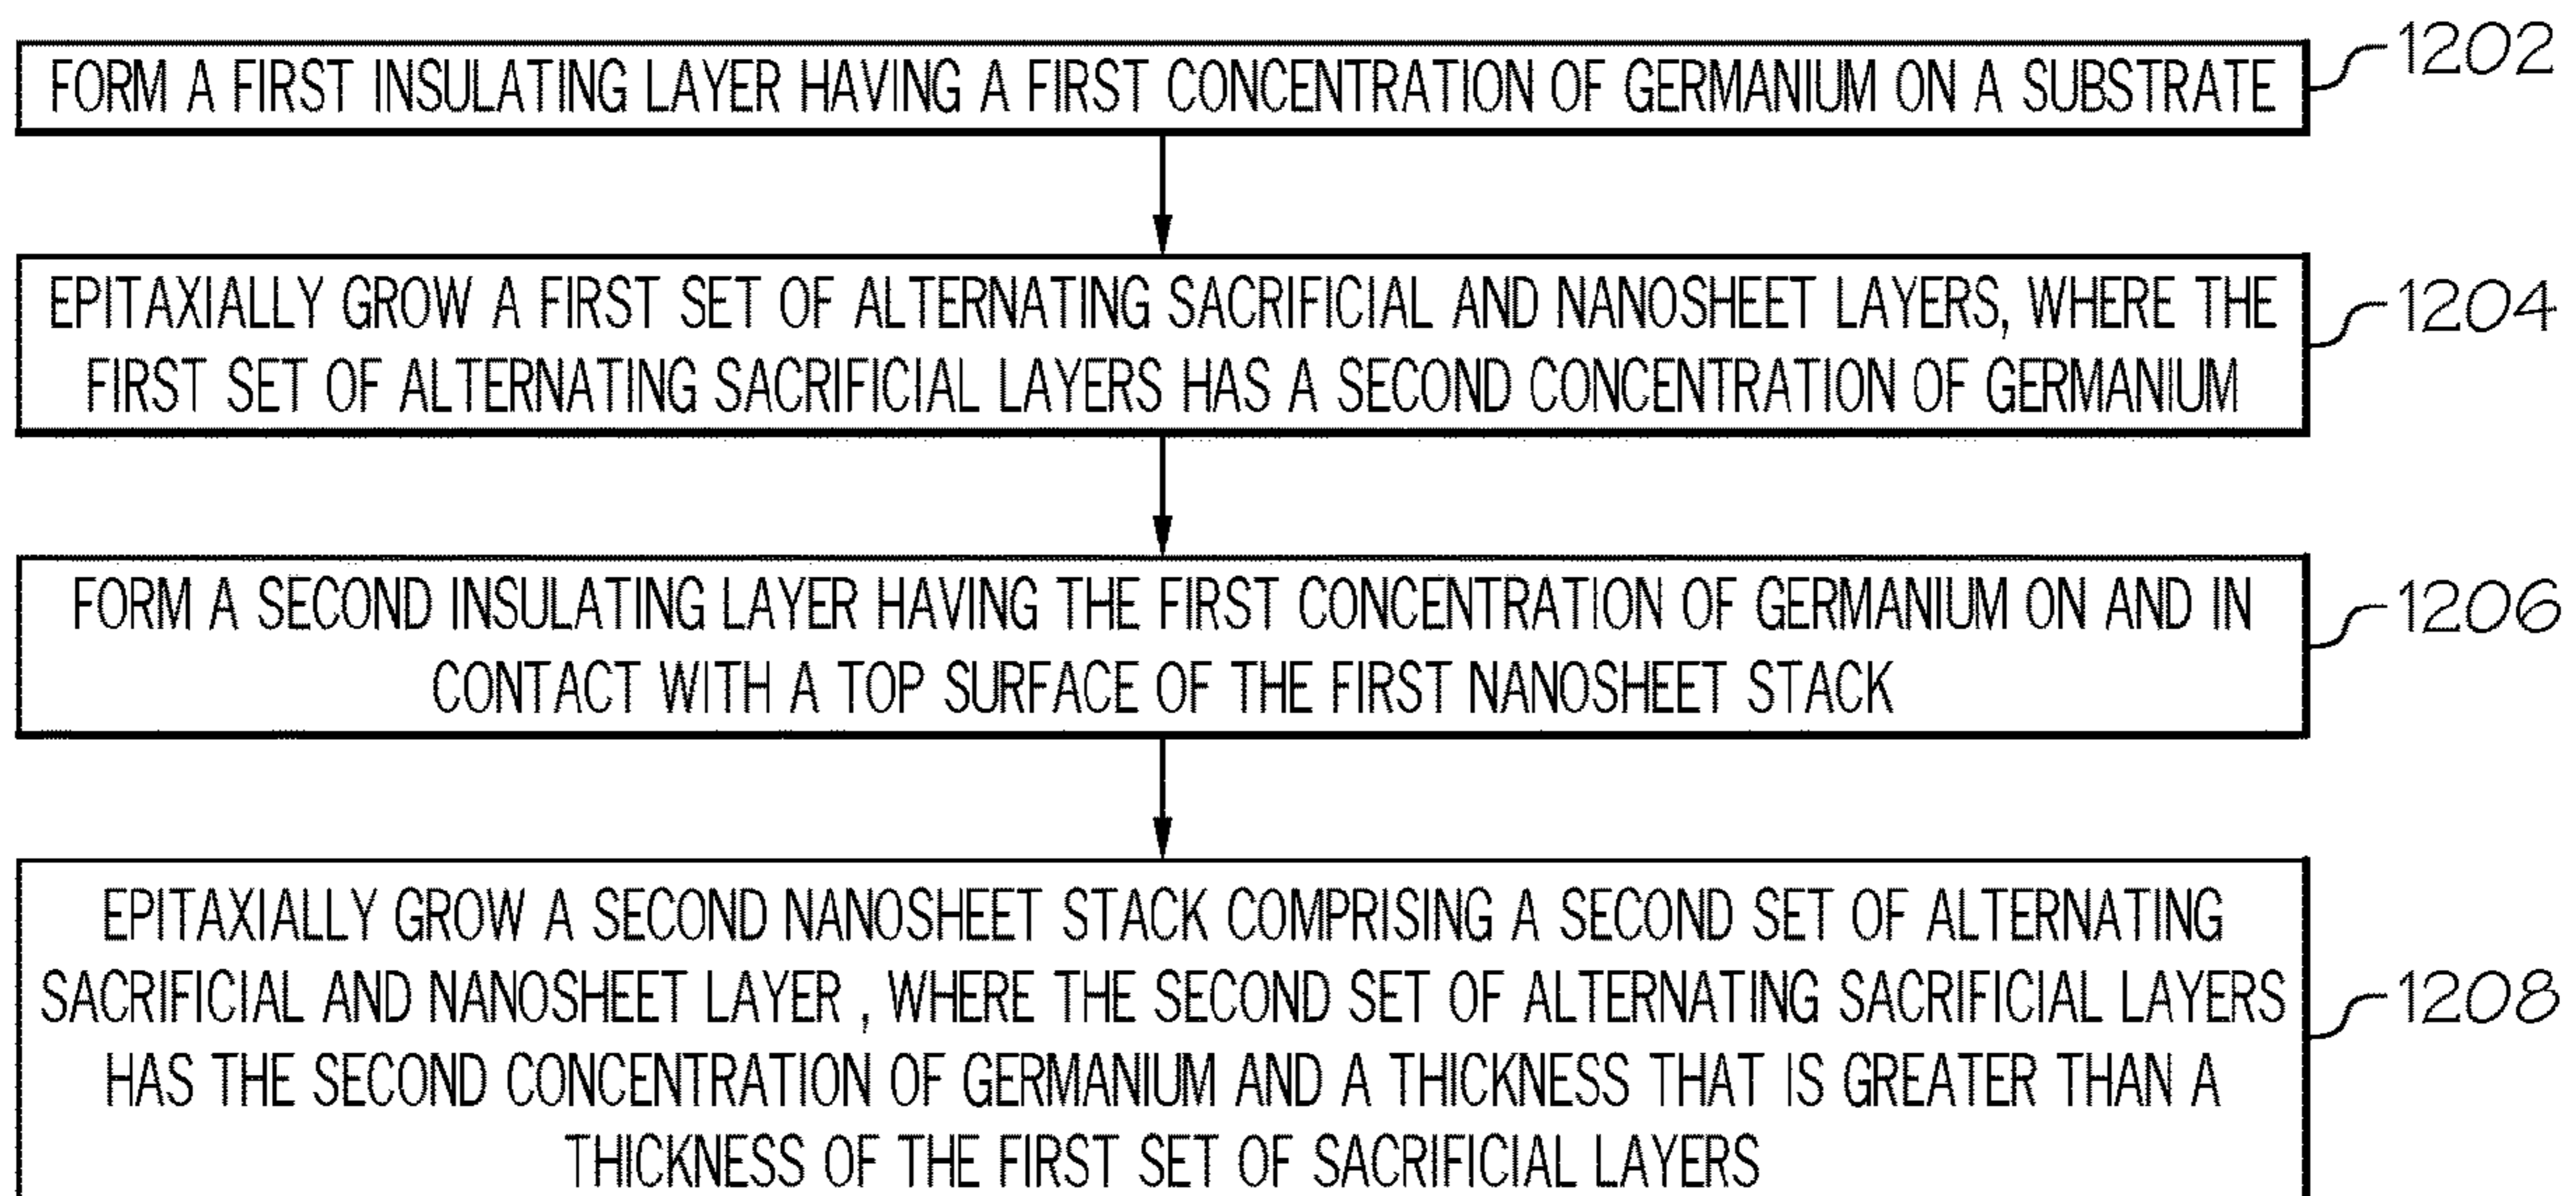 FORM A FIRST INSULATING LAYER HAVING A FIRST CONCENTRATION OF GERMANIUM ON A SUBSTRATE
1202
EPITAXIALLY GROW A FIRST SET OF ALTERNATING SACRIFICIAL AND NANOSHEET LAYERS, WHERE THE
FIRST SET OF ALTERNATING SACRIFICIAL LAYERS HAS A SECOND CONCENTRATION OF GERMANIUM
1204
FORM A SECOND INSULATING LAYER HAVING THE FIRST CONCENTRATION OF GERMANIUM ON AND IN
CONTACT WITH A TOP SURFACE OF THE FIRST NANOSHEET STACK
1206
EPITAXIALLY GROW A SECOND NANOSHEET STACK COMPRISING A SECOND SET OF ALTERNATING
SACRIFICIAL AND NANOSHEET LAYER , WHERE THE SECOND SET OF ALTERNATING SACRIFICIAL LAYERS
HAS THE SECOND CONCENTRATION OF GERMANIUM AND A THICKNESS THAT IS GREATER THAN A
THICKNESS OF THE FIRST SET OF SACRIFICIAL LAYERS
1208